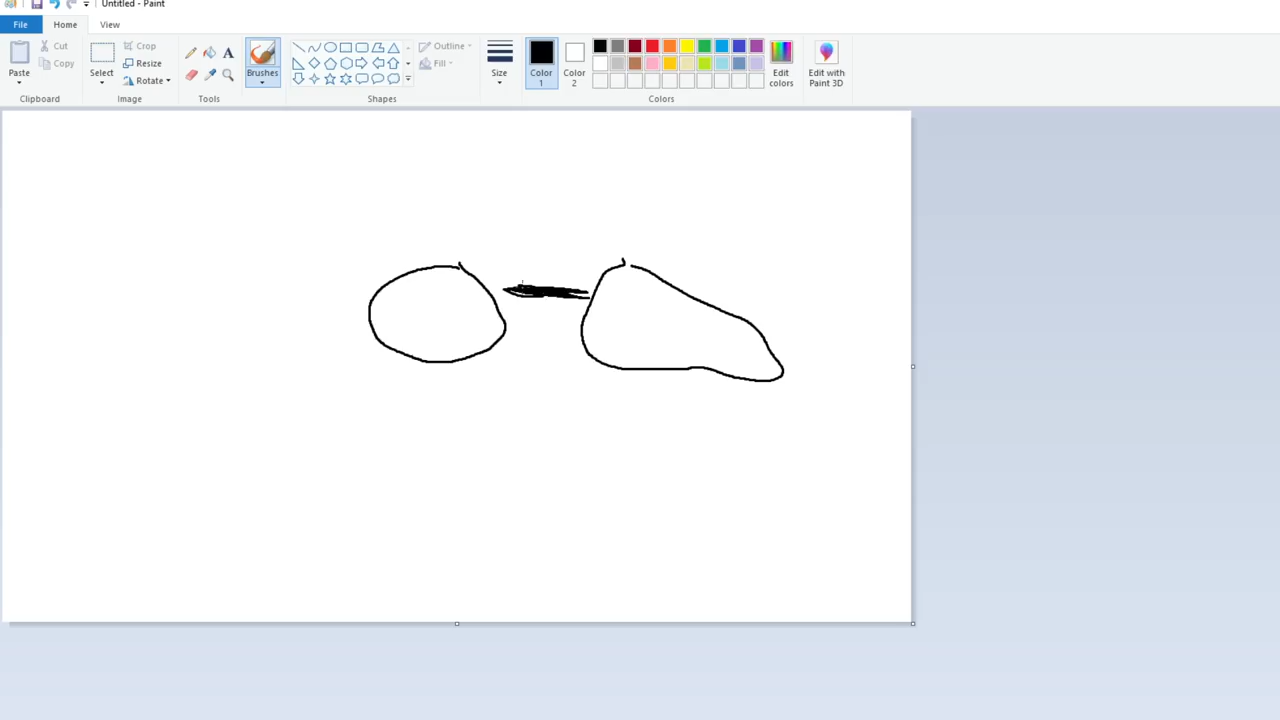 Untitled - Paint
File Home View
Paste Cut Copy Select Crop Resize Rotate A Brushes Outline Fill Size Color 1 Color 2 Edit colors Edit with Paint 3D
Clipboard Image Tools Shapes Colors